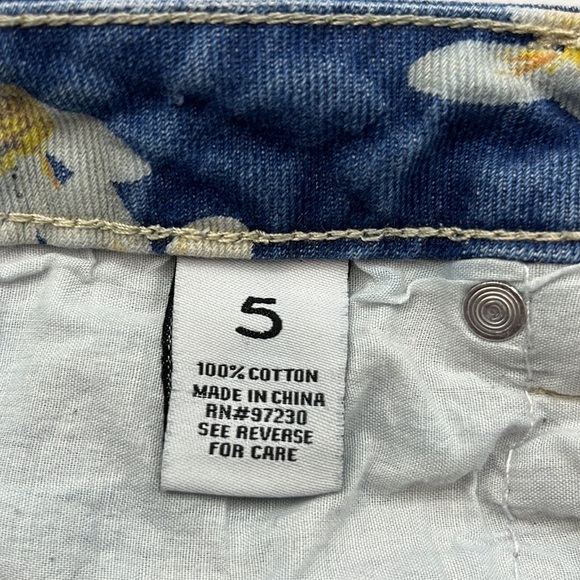 5
100% COTTON
MADE IN CHINA
RN#97230
SEE REVERSE
FOR CARE